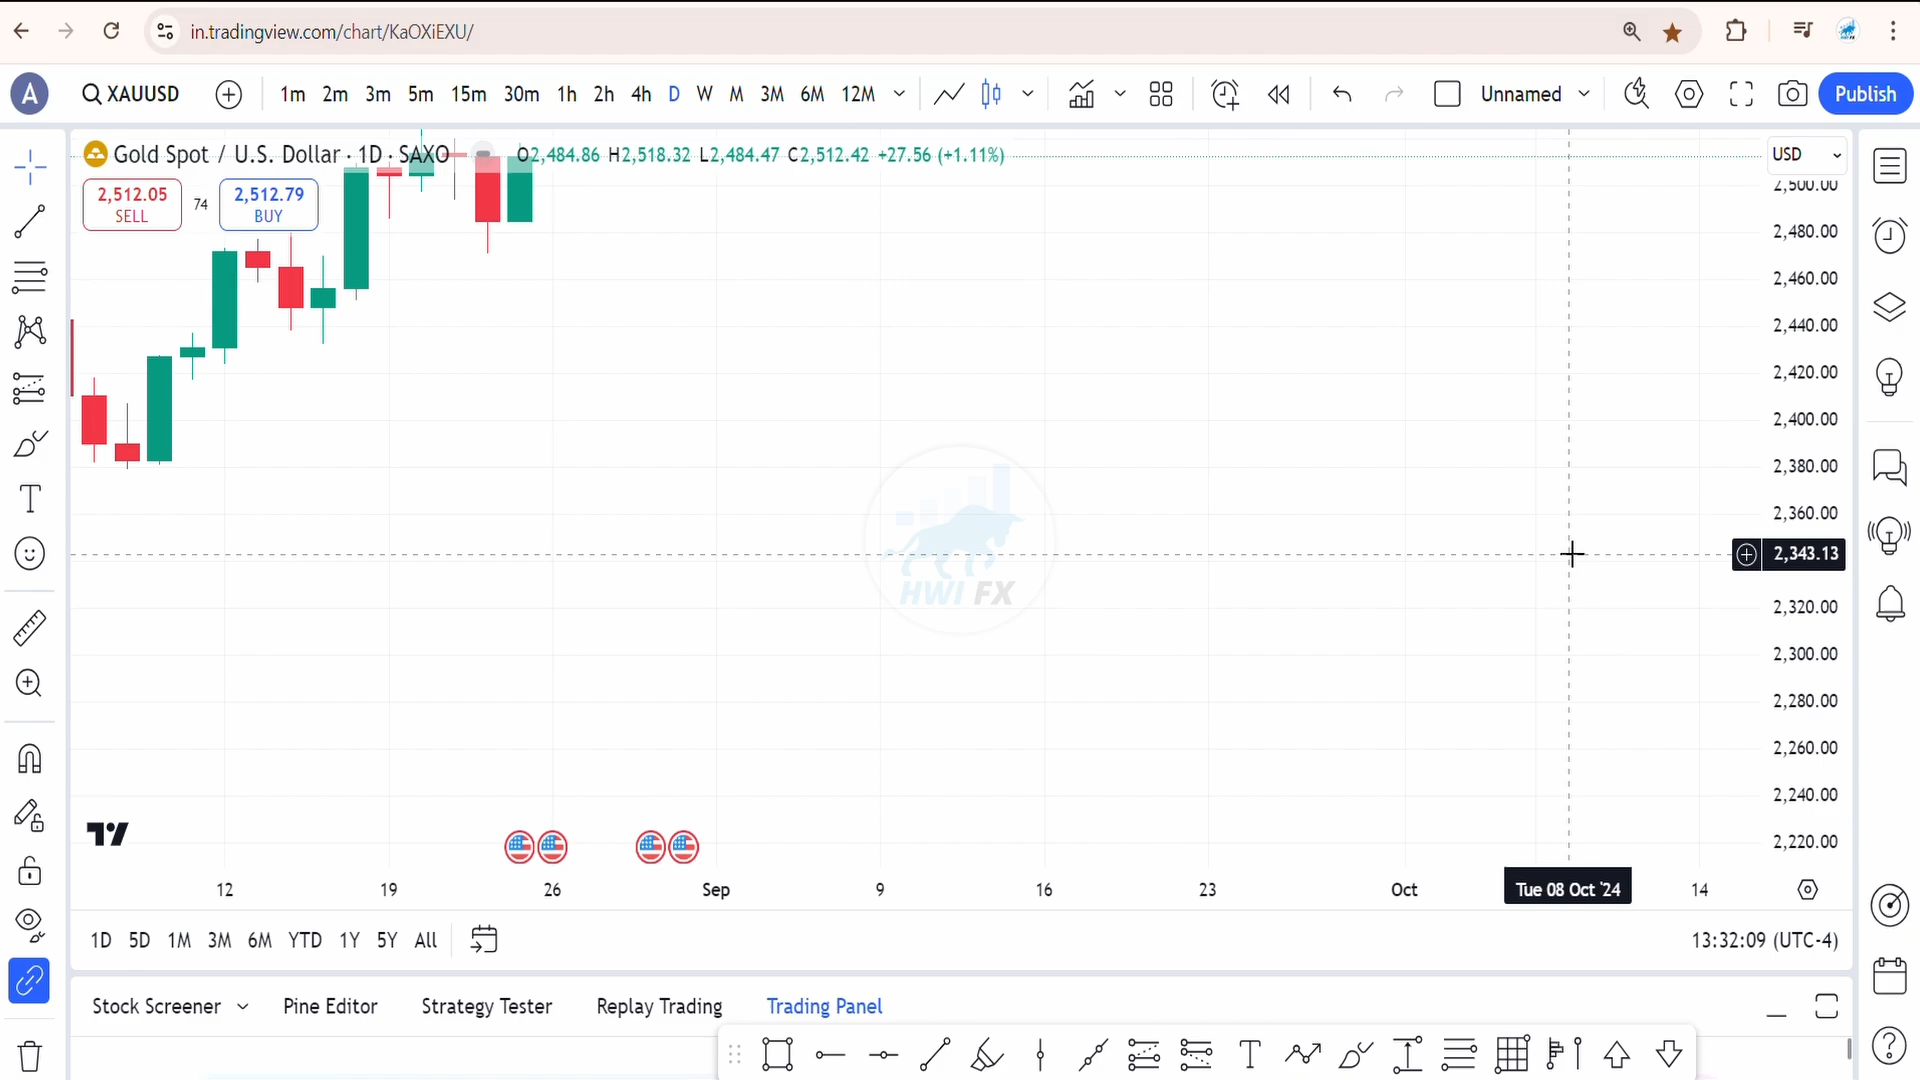 in.tradingview.com/chart/KaOXiEXU/
A XAUUSD 1m 2m 3m 5m 15m 30m 1h 2h 4h D W M 3M 6M 12M Unnamed Publish
Gold Spot / U.S. Dollar · 1D · SAXO O2,484.86 H2,518.32 L2,484.47 C2,512.42 +27.56 (+1.11%) USD
2,512.05 74 2,512.79
SELL BUY
2,500.00
2,480.00
2,460.00
2,440.00
2,420.00
2,400.00
2,380.00
2,360.00
2,343.13
HWI FX
2,320.00
2,300.00
2,280.00
2,260.00
2,240.00
2,220.00
12 19 26 Sep 9 16 23 Oct Tue 08 Oct '24 14
1D 5D 1M 3M 6M YTD 1Y 5Y All 13:32:09 (UTC-4)
Stock Screener Pine Editor Strategy Tester Replay Trading Trading Panel